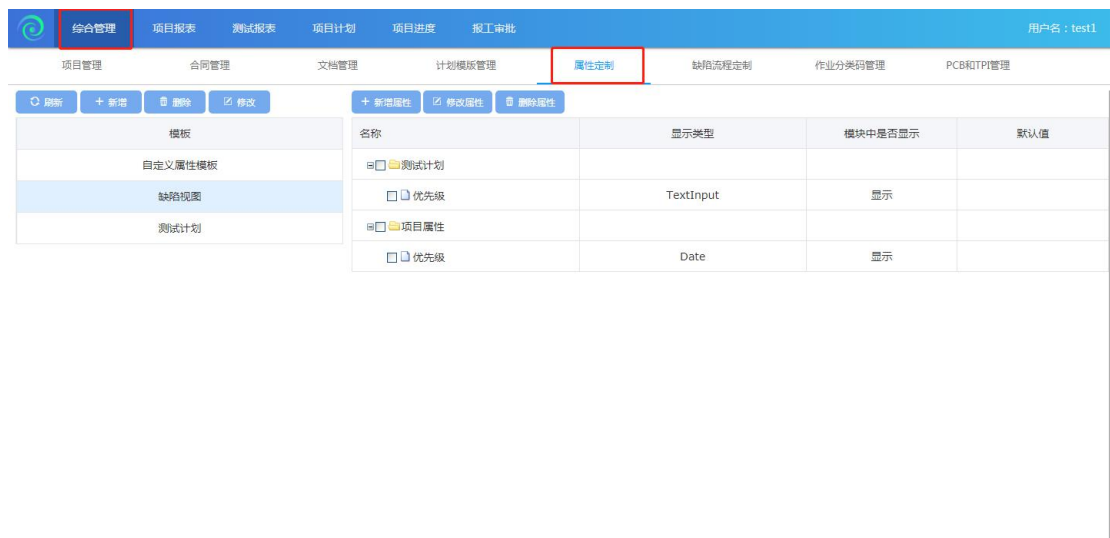 综合管理 项目报表 测试报表 项目计划 项目进度 报工审批 用户名：test1
项目管理 合同管理 文档管理 计划模版管理 属性定制 缺陷流程定制 作业分类码管理 PCB和TPI管理
刷新 新增 删除 修改 新增属性 修改属性 删除属性
模板 名称 显示类型 模块中是否显示 默认值
自定义属性模板 测试计划
缺陷视图 优先级 TextInput 显示
测试计划 项目属性
优先级 Date 显示